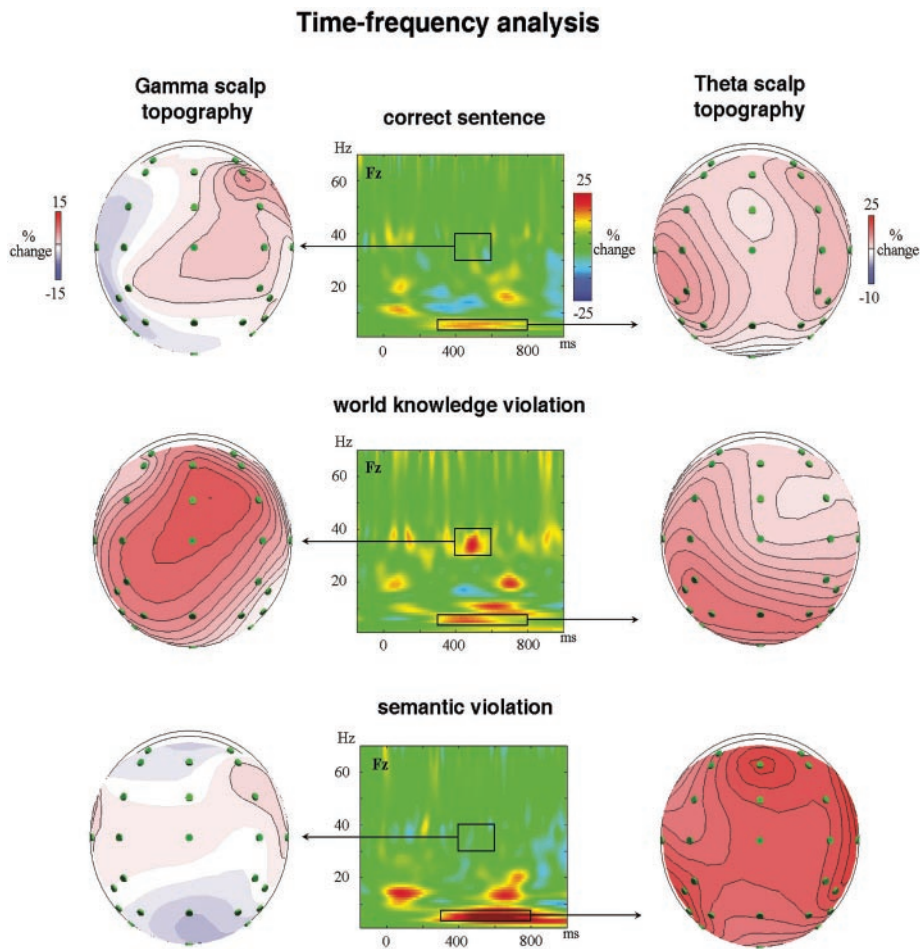 Time-frequency analysis
Gamma scalp
topography
correct sentence
Theta scalp
topography
Hz
Fz
60
40
20
0
400
800
ms
15
%
change
-15
25
%
change
-25
25
%
change
-10
world knowledge violation
Hz
Fz
60
40
20
0
400
800
ms
semantic violation
Hz
Fz
60
40
20
0
400
800
ms